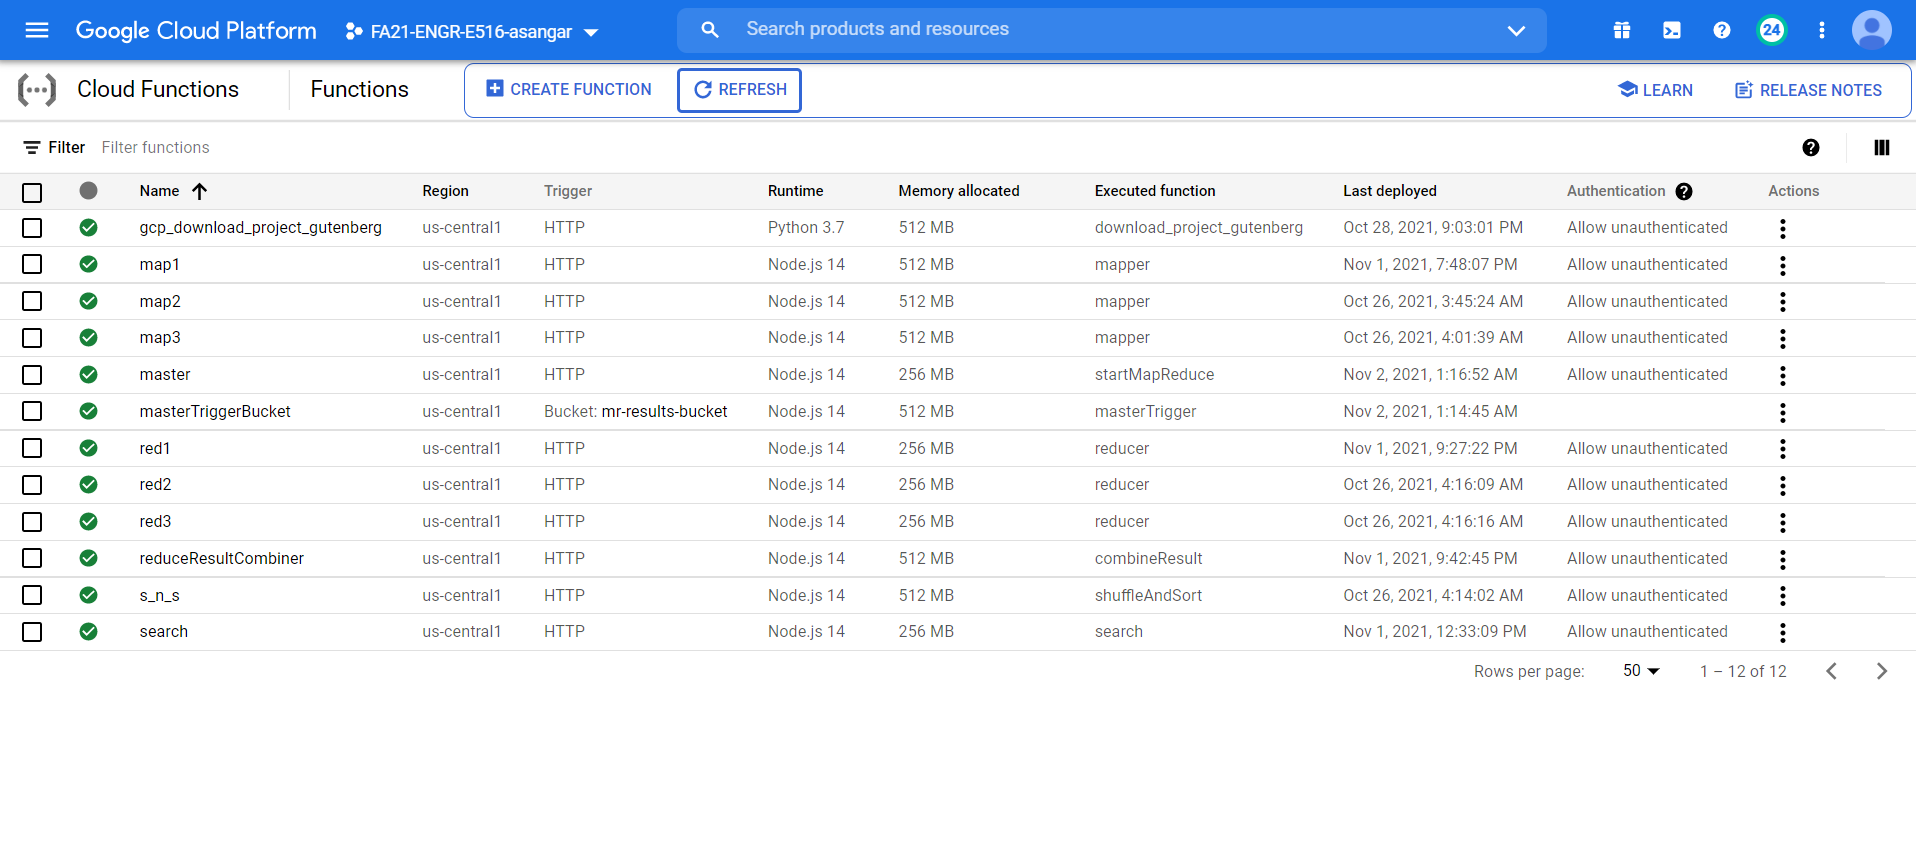 Google Cloud Platform FA21-ENGR-E516-asangar Search products and resources 24
Cloud Functions Functions CREATE FUNCTION REFRESH LEARN RELEASE NOTES
Filter Filter functions
Name Region Trigger Runtime Memory allocated Executed function Last deployed Authentication Actions
gcp_download_project_gutenberg us-central1 HTTP Python 3.7 512 MB download_project_gutenberg Oct 28, 2021, 9:03:01 PM Allow unauthenticated
map1 us-central1 HTTP Node.js 14 512 MB mapper Nov 1, 2021, 7:48:07 PM Allow unauthenticated
map2 us-central1 HTTP Node.js 14 512 MB mapper Oct 26, 2021, 3:45:24 AM Allow unauthenticated
map3 us-central1 HTTP Node.js 14 512 MB mapper Oct 26, 2021, 4:01:39 AM Allow unauthenticated
master us-central1 HTTP Node.js 14 256 MB startMapReduce Nov 2, 2021, 1:16:52 AM Allow unauthenticated
masterTriggerBucket us-central1 Bucket: mr-results-bucket Node.js 14 512 MB masterTrigger Nov 2, 2021, 1:14:45 AM
red1 us-central1 HTTP Node.js 14 256 MB reducer Nov 1, 2021, 9:27:22 PM Allow unauthenticated
red2 us-central1 HTTP Node.js 14 256 MB reducer Oct 26, 2021, 4:16:09 AM Allow unauthenticated
red3 us-central1 HTTP Node.js 14 256 MB reducer Oct 26, 2021, 4:16:16 AM Allow unauthenticated
reduceResultCombiner us-central1 HTTP Node.js 14 512 MB combineResult Nov 1, 2021, 9:42:45 PM Allow unauthenticated
s_n_s us-central1 HTTP Node.js 14 512 MB shuffleAndSort Oct 26, 2021, 4:14:02 AM Allow unauthenticated
search us-central1 HTTP Node.js 14 256 MB search Nov 1, 2021, 12:33:09 PM Allow unauthenticated
Rows per page: 50 1 – 12 of 12